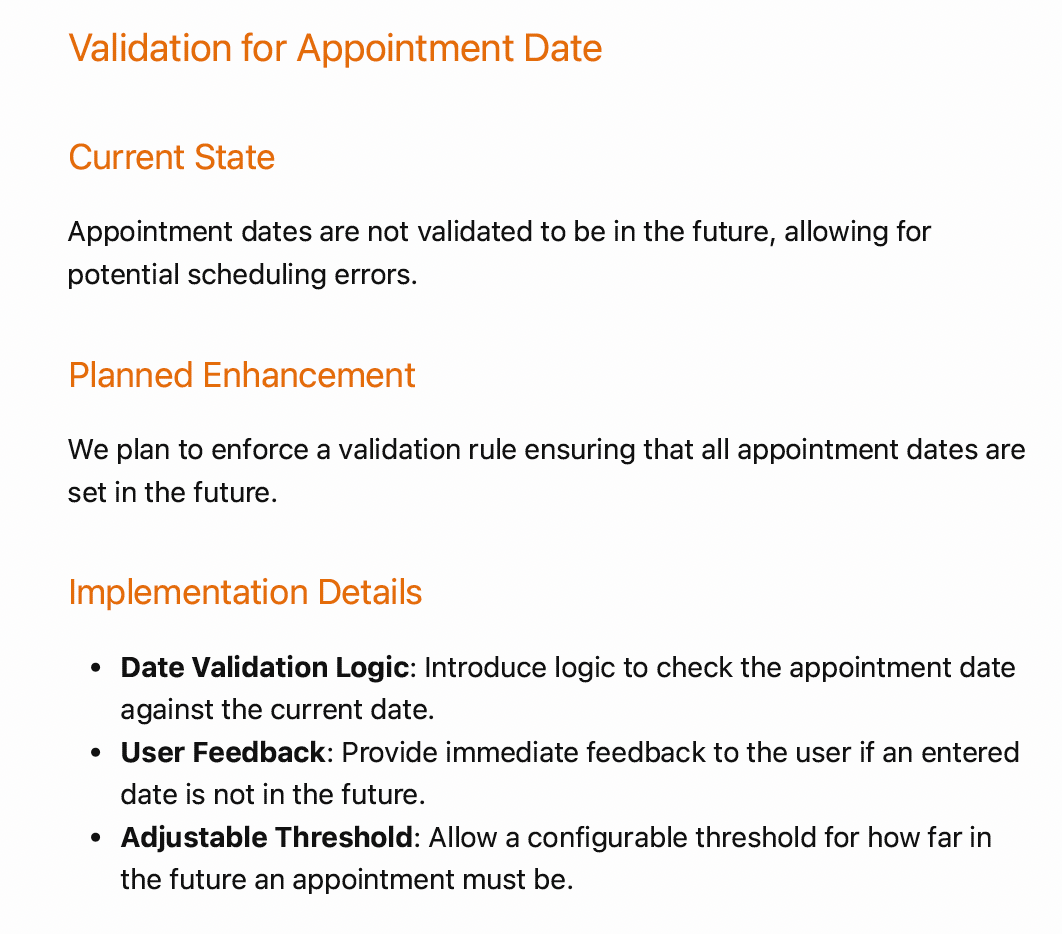 Validation for Appointment Date
Current State
Appointment dates are not validated to be in the future, allowing for
potential scheduling errors.
Planned Enhancement
We plan to enforce a validation rule ensuring that all appointment dates are
set in the future.
Implementation Details
• Date Validation Logic: Introduce logic to check the appointment date
against the current date.
• User Feedback: Provide immediate feedback to the user if an entered
date is not in the future.
• Adjustable Threshold: Allow a configurable threshold for how far in
the future an appointment must be.